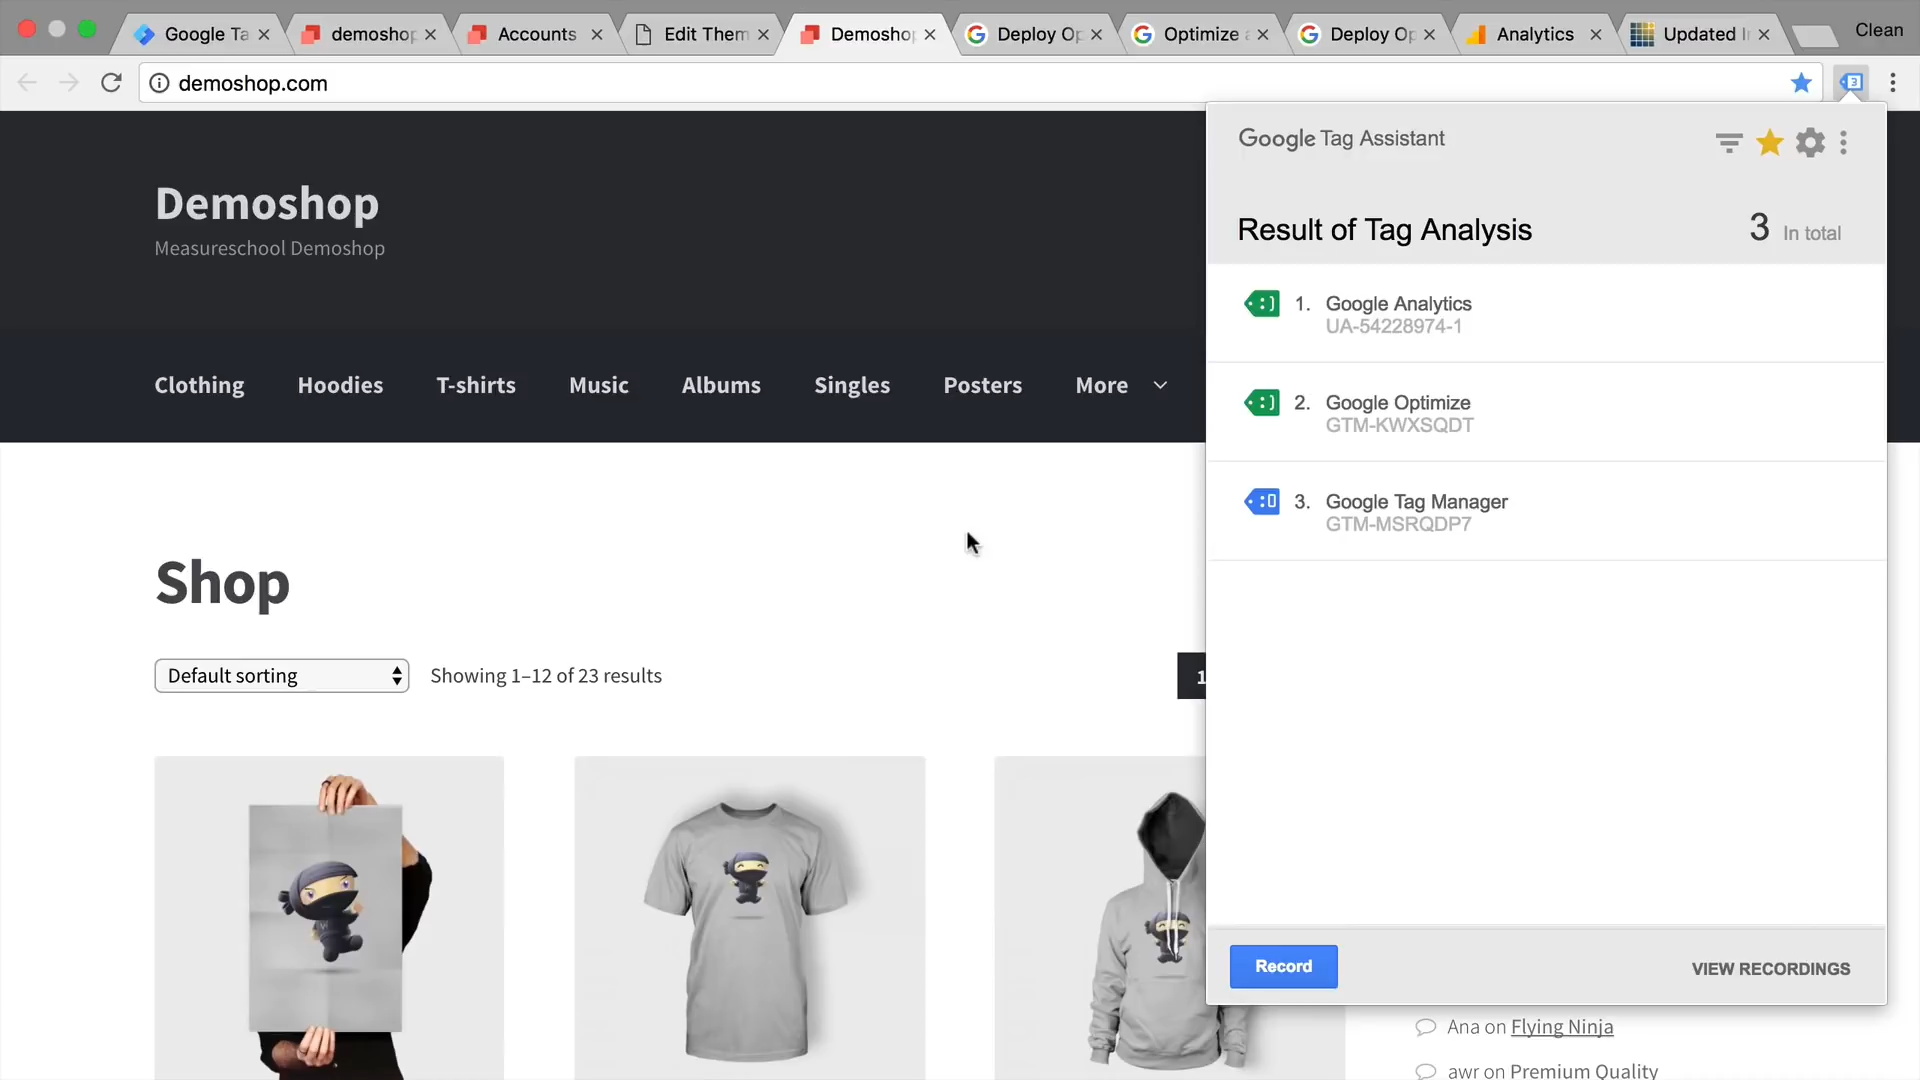 Google Ta
demoshop
Accounts
Edit Them
Demoshop
Deploy Op
Optimize a
Deploy Op
Analytics
Updated I
Clean
demoshop.com
3
Google Tag Assistant
Result of Tag Analysis
3 In total
1. Google Analytics
UA-54228974-1
2. Google Optimize
GTM-KWXSQDT
3. Google Tag Manager
GTM-MSRQDP7
Record
VIEW RECORDINGS
Demoshop
Measureschool Demoshop
Clothing Hoodies T-shirts Music Albums Singles Posters More
Shop
Default sorting
Showing 1–12 of 23 results
1
Ana on Flying Ninja
awr on Premium Quality